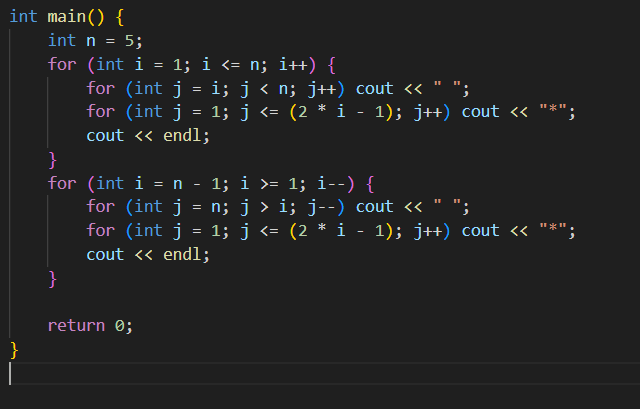 int main() {
    int n = 5;
    for (int i = 1; i <= n; i++) {
        for (int j = i; j < n; j++) cout << " ";
        for (int j = 1; j <= (2 * i - 1); j++) cout << "*";
        cout << endl;
    }
    for (int i = n - 1; i >= 1; i--) {
        for (int j = n; j > i; j--) cout << " ";
        for (int j = 1; j <= (2 * i - 1); j++) cout << "*";
        cout << endl;
    }

    return 0;
}